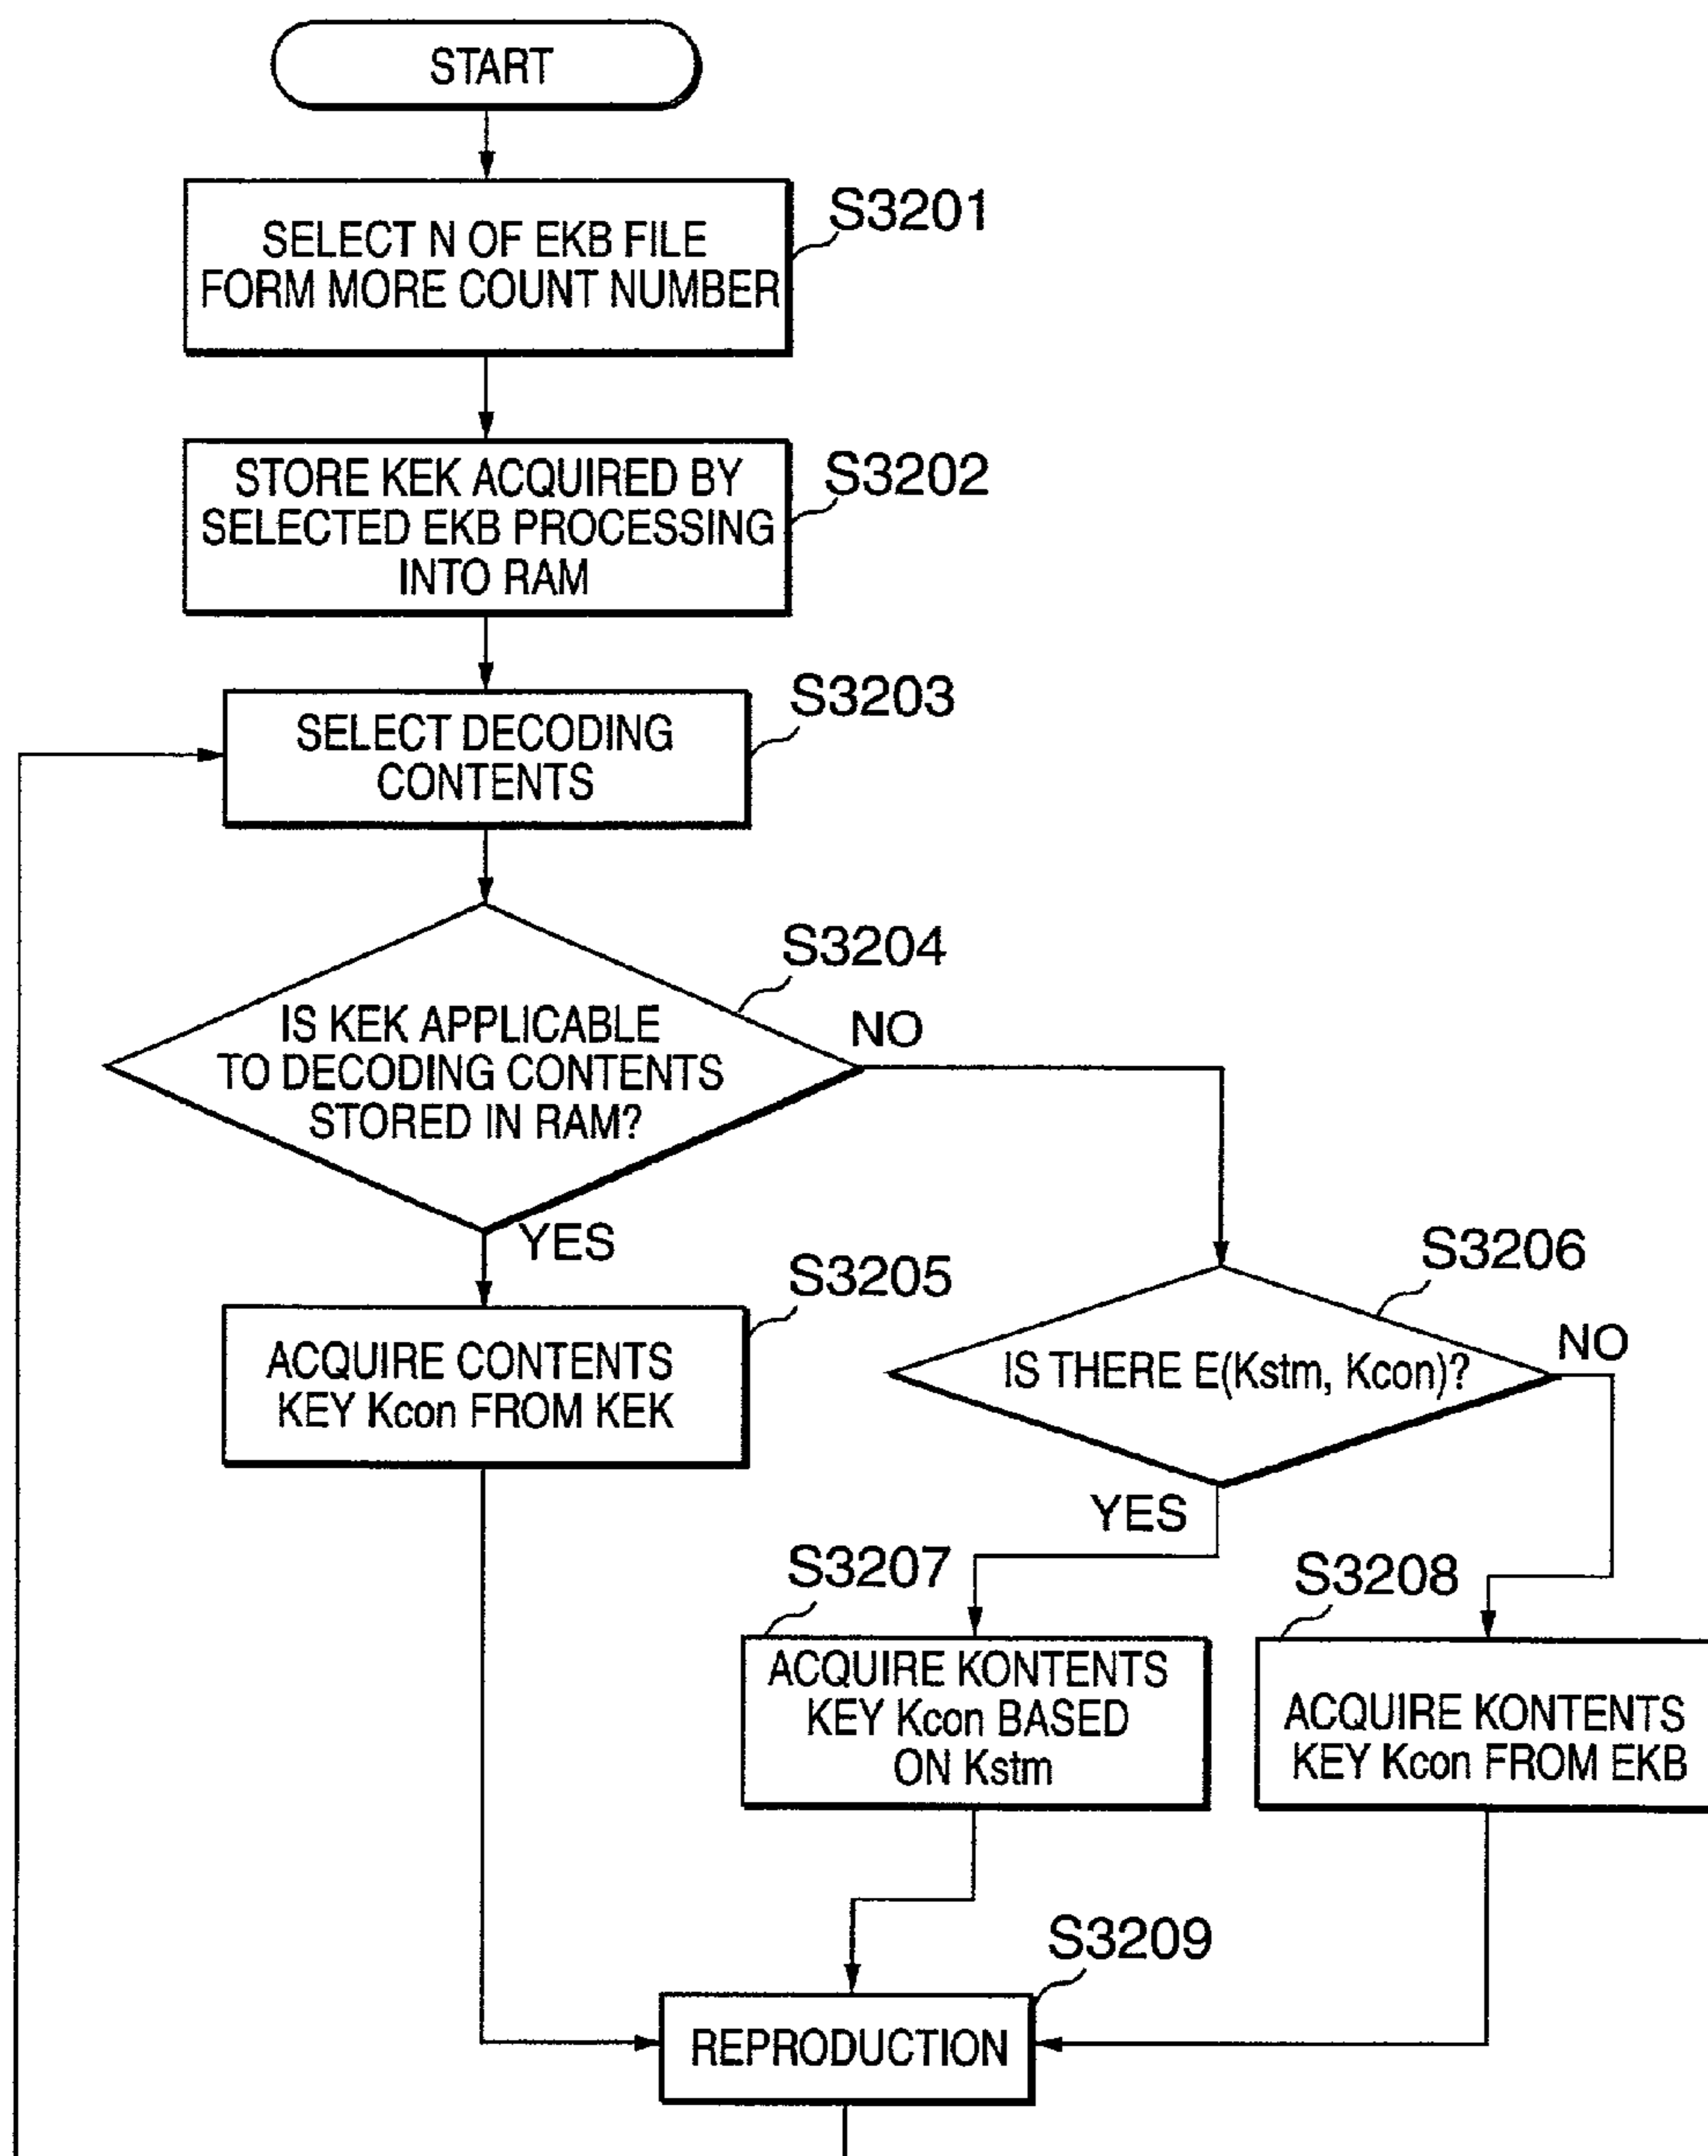 START
S3201
SELECT N OF EKB FILE
FORM MORE COUNT NUMBER
S3202
STORE KEK ACQUIRED BY
SELECTED EKB PROCESSING
INTO RAM
S3203
SELECT DECODING
CONTENTS
S3204
IS KEK APPLICABLE
TO DECODING CONTENTS
STORED IN RAM?
NO
YES
S3205
ACQUIRE CONTENTS
KEY Kcon FROM KEK
S3206
IS THERE E(Kstm, Kcon)?
NO
YES
S3207
ACQUIRE KONTENTS
KEY Kcon BASED
ON Kstm
S3208
ACQUIRE KONTENTS
KEY Kcon FROM EKB
S3209
REPRODUCTION